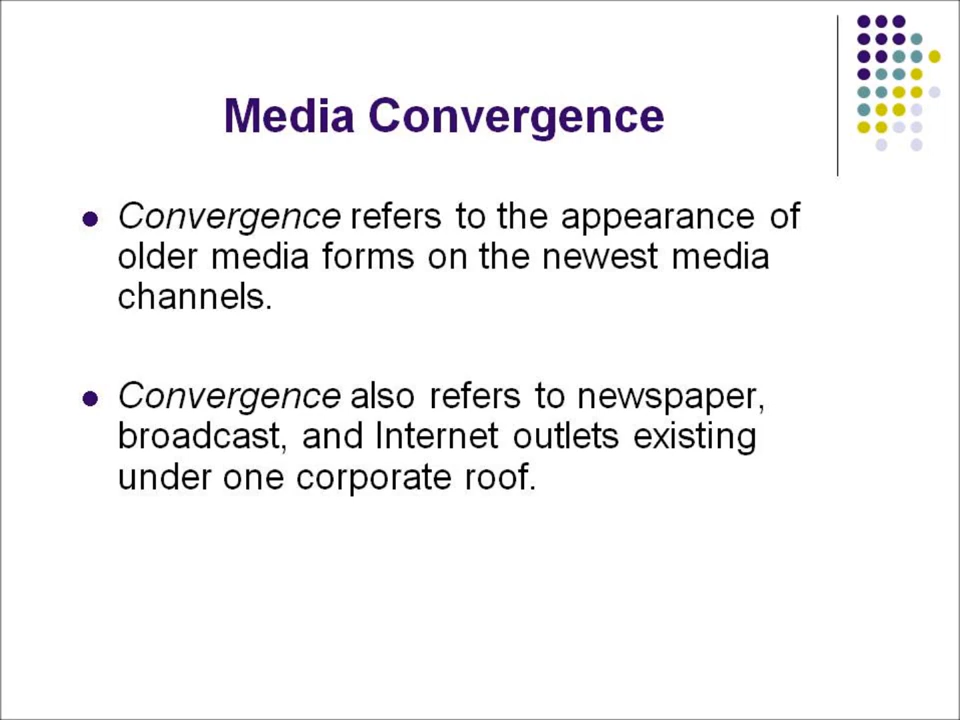 Media Convergence
Convergence refers to the appearance of
older media forms on the newest media
channels.
Convergence also refers to newspaper,
broadcast, and Internet outlets existing
under one corporate roof.